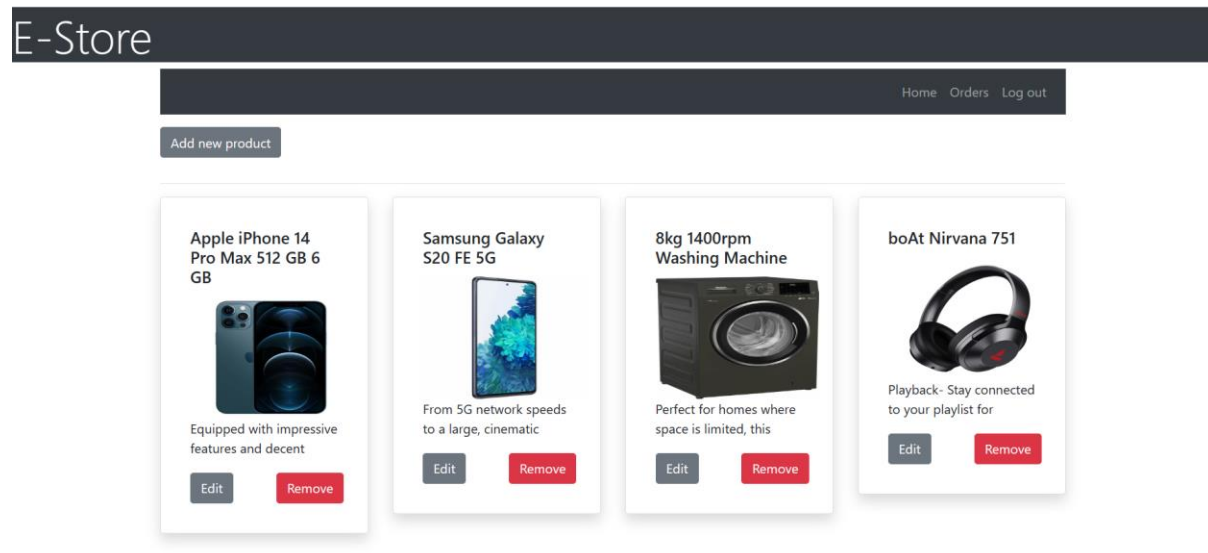 E-Store
Home Orders Log out
Add new product
Apple iPhone 14
Pro Max 512 GB 6
GB
Equipped with impressive
features and decent
Edit Remove
Samsung Galaxy
S20 FE 5G
From 5G network speeds
to a large, cinematic
Edit Remove
8kg 1400rpm
Washing Machine
Perfect for homes where
space is limited, this
Edit Remove
boAt Nirvana 751
Playback- Stay connected
to your playlist for
Edit Remove